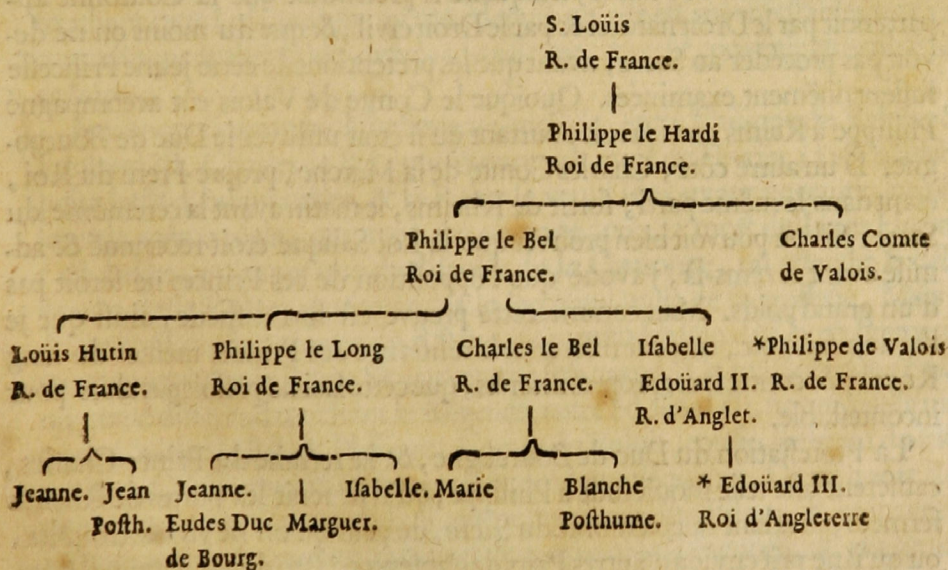 S. Loüis
R. de France.
Philippe le Hardi
Roi de France.
Philippe le Bel Charles Comte
Roi de France. de Valois.
Loüis Hutin Philippe le Long Charles le Bel Iſabelle *Philippe de Valois
R. de France. Roi de France. R. de France. Edoüard II. R. de France.
R. d'Anglet.
Jeanne. Jean Jeanne. Iſabelle. Marie Blanche * Edoüard III.
Poſth. Eudes Duc Marguer. Poſthume. Roi d'Angleterre
de Bourg.